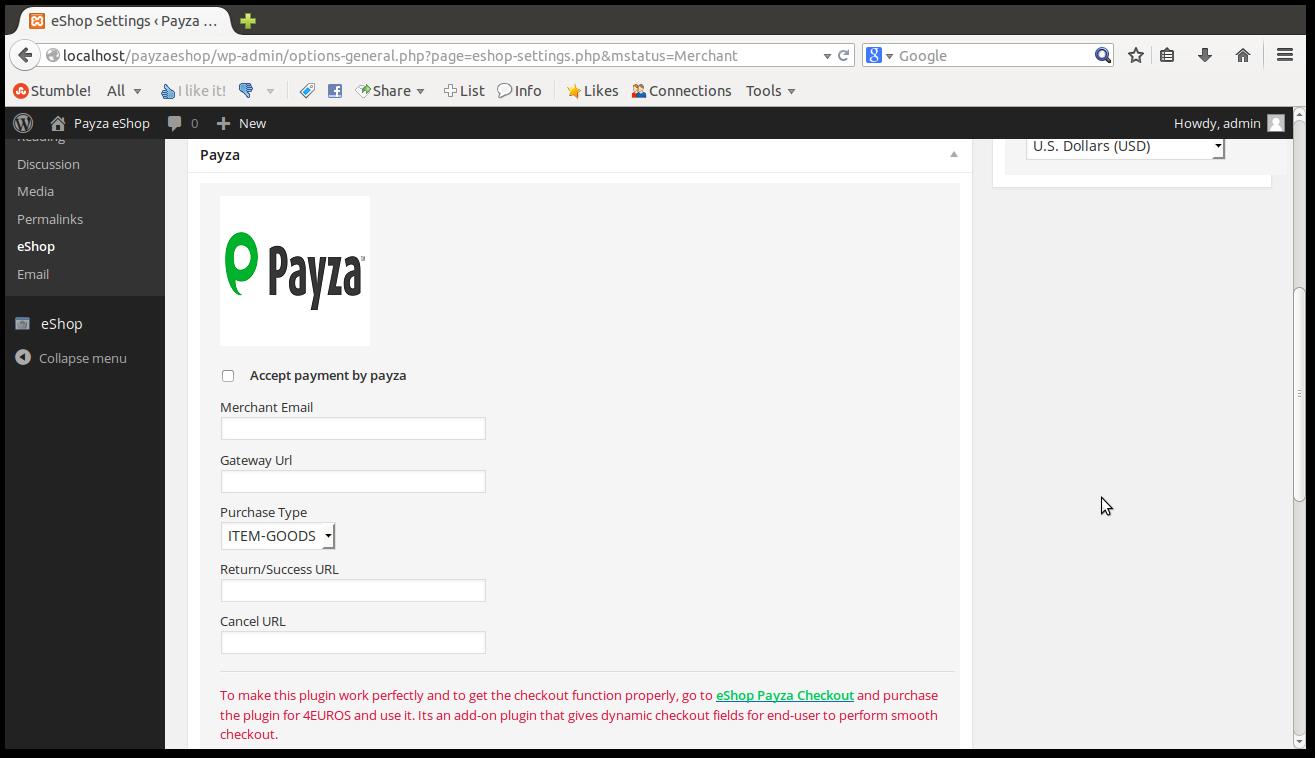 eShop Settings ‹ Payza ...
localhost/payzaeshop/wp-admin/options-general.php?page=eshop-settings.php&mstatus=Merchant
Google
Stumble! All I like it! Share List Info Likes Connections Tools
Payza eShop 0 New Howdy, admin
Reading
Discussion
Media
Permalinks
eShop
Email
eShop
Collapse menu
Payza
U.S. Dollars (USD)
Payza
Accept payment by payza
Merchant Email
Gateway Url
Purchase Type
ITEM-GOODS
Return/Success URL
Cancel URL
To make this plugin work perfectly and to get the checkout function properly, go to eShop Payza Checkout and purchase
the plugin for 4EUROS and use it. Its an add-on plugin that gives dynamic checkout fields for end-user to perform smooth
checkout.